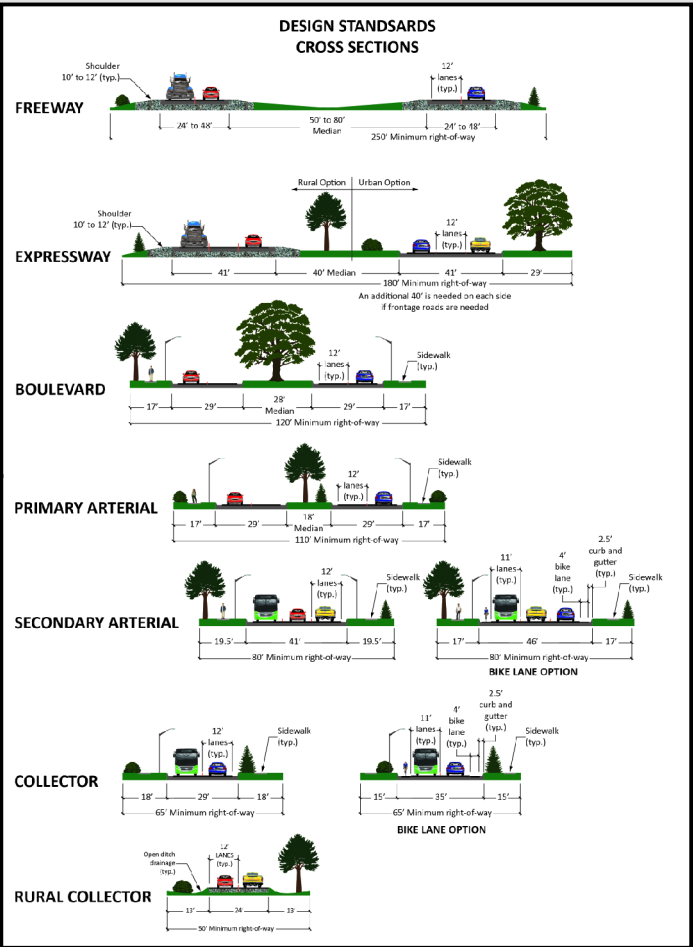 DESIGN STANDSARDS
CROSS SECTIONS
FREEWAY
Shoulder
10' to 12' (typ.)
12'
lanes
(typ.)
24' to 48'
50' to 80'
Median
24' to 48'
250' Minimum right-of-way
EXPRESSWAY
Rural Option
Urban Option
Shoulder
10' to 12' (typ.)
12'
lanes
(typ.)
41'
40' Median
41'
29'
180' Minimum right-of-way
An additional 40' is needed on each side
if frontage roads are needed
BOULEVARD
12'
lanes
(typ.)
Sidewalk
(typ.)
17'
29'
28'
Median
29'
17'
120' Minimum right-of-way
PRIMARY ARTERIAL
12'
lanes
(typ.)
Sidewalk
(typ.)
17'
29'
18'
Median
29'
17'
110' Minimum right-of-way
SECONDARY ARTERIAL
12'
lanes
(typ.)
Sidewalk
(typ.)
19.5'
41'
19.5'
80' Minimum right-of-way
11'
lanes
(typ.)
4'
bike
lane
(typ.)
2.5'
curb and
gutter
(typ.)
Sidewalk
(typ.)
17'
46'
17'
80' Minimum right-of-way
BIKE LANE OPTION
COLLECTOR
12'
lanes
(typ.)
Sidewalk
(typ.)
18'
29'
18'
65' Minimum right-of-way
11'
lanes
(typ.)
4'
bike
lane
(typ.)
2.5'
curb and
gutter
(typ.)
Sidewalk
(typ.)
15'
35'
15'
65' Minimum right-of-way
BIKE LANE OPTION
RURAL COLLECTOR
Open ditch
drainage
(typ.)
12'
LANES
(typ.)
13'
24'
13'
50' Minimum right-of-way